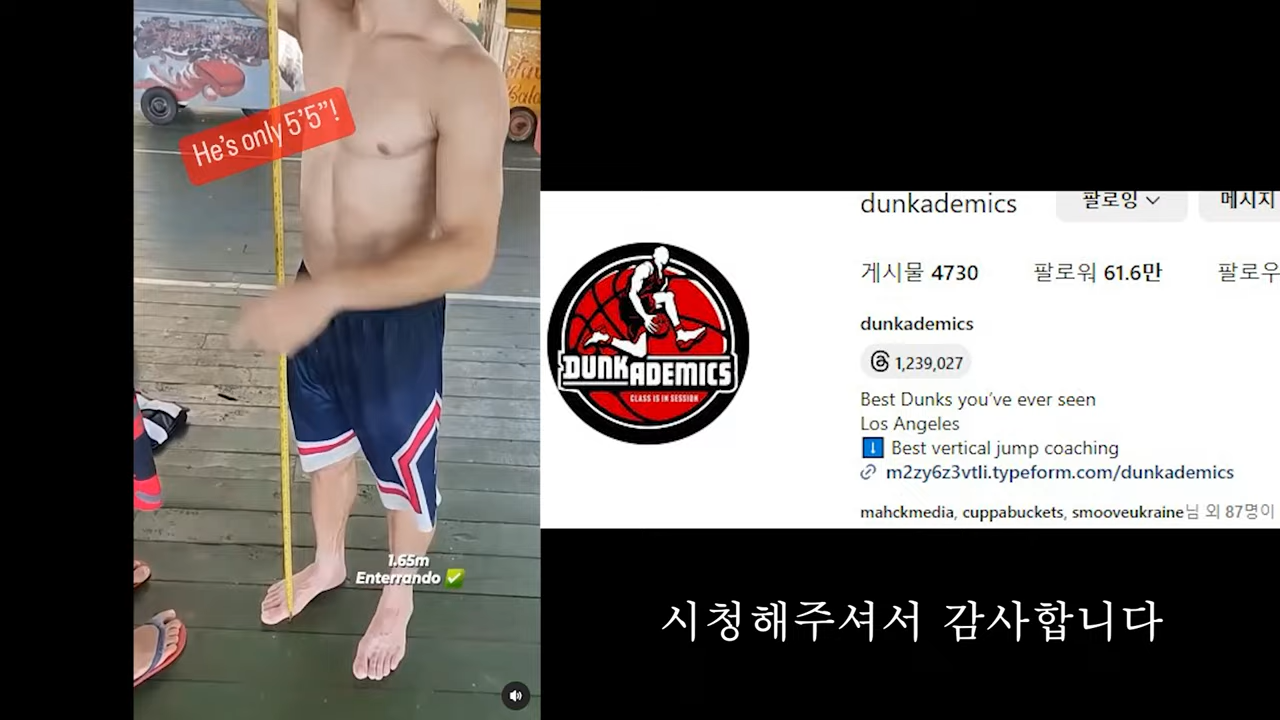 He's only 5'5"!
1.65m
Enterrando ✅
dunkademics
팔로잉
메시지
게시물 4730
팔로워 61.6만
팔로우
dunkademics
1,239,027
Best Dunks you've ever seen
Los Angeles
⬇️ Best vertical jump coaching
m2zy6z3vtli.typeform.com/dunkademics
mahckmedia, cuppabuckets, smooveukraine님 외 87명이
DUNKADEMICS
CLASS IS IN SESSION
시청해주셔서 감사합니다